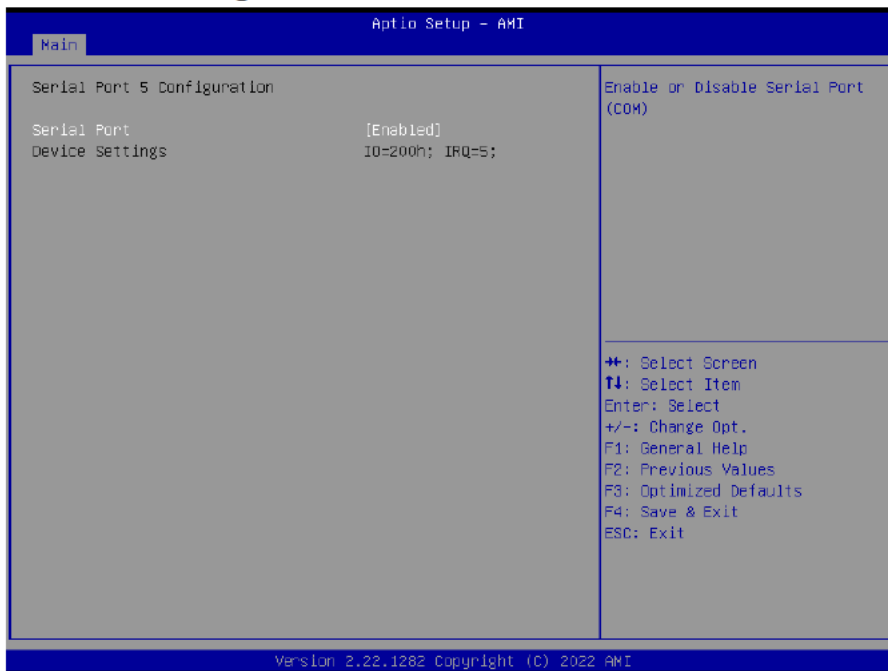 Aptio Setup – AMI
Main
Serial Port 5 Configuration
Serial Port [Enabled]
Device Settings IO=200h; IRQ=5;
Enable or Disable Serial Port
(COM)
→←: Select Screen
↑↓: Select Item
Enter: Select
+/-: Change Opt.
F1: General Help
F2: Previous Values
F3: Optimized Defaults
F4: Save & Exit
ESC: Exit
Version 2.22.1282 Copyright (C) 2022 AMI